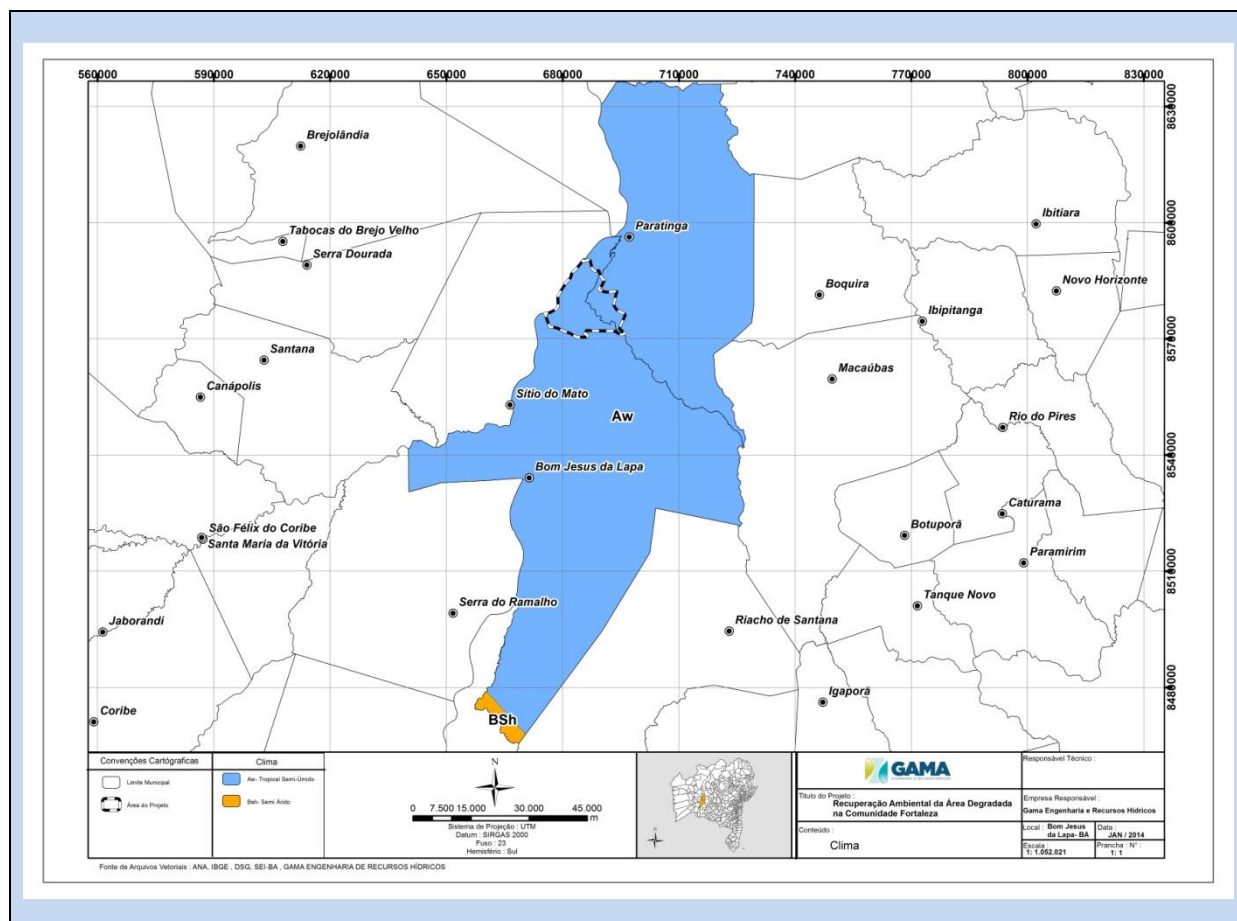 560000 590000 620000 650000 680000 710000 740000 770000 800000 830000
8630000
Brejolândia
Ibitiara
8600000
Paratinga
Tabocas do Brejo Velho
Serra Dourada
Novo Horizonte
Boquira
Ibipitanga
8570000
Santana
Macaúbas
Canápolis
Sítio do Mato
Aw
Rio do Pires
8540000
Bom Jesus da Lapa
Caturama
São Félix do Coribe
Botuporã
Santa Maria da Vitória
Paramirim
8510000
Tanque Novo
Serra do Ramalho
Jaborandi
Riacho de Santana
8480000
Igaporã
Coribe
BSh
Convenções Cartógraficas
Limite Municipal
Área do Projeto
Clima
Aw- Tropical Semi-Úmido
Bsh- Semi Árido
N
0 7.500 15.000 30.000 45.000
m
Sistema de Projeção : UTM
Datum : SIRGAS 2000
Fuso : 23
Hemisfério : Sul
GAMA
Título do Projeto :
Recuperação Ambiental da Área Degradada
na Comunidade Fortaleza
Conteúdo :
Clima
Responsável Técnico :
Empresa Responsável :
Gama Engenharia e Recursos Hídricos
Local : Bom Jesus
da Lapa- BA
Data :
JAN / 2014
Escala :
1: 1.052.021
Prancha : N° :
1: 1
Fonte de Arquivos Vetoriais : ANA, IBGE , DSG, SEI-BA , GAMA ENGENHARIA DE RECURSOS HÍDRICOS